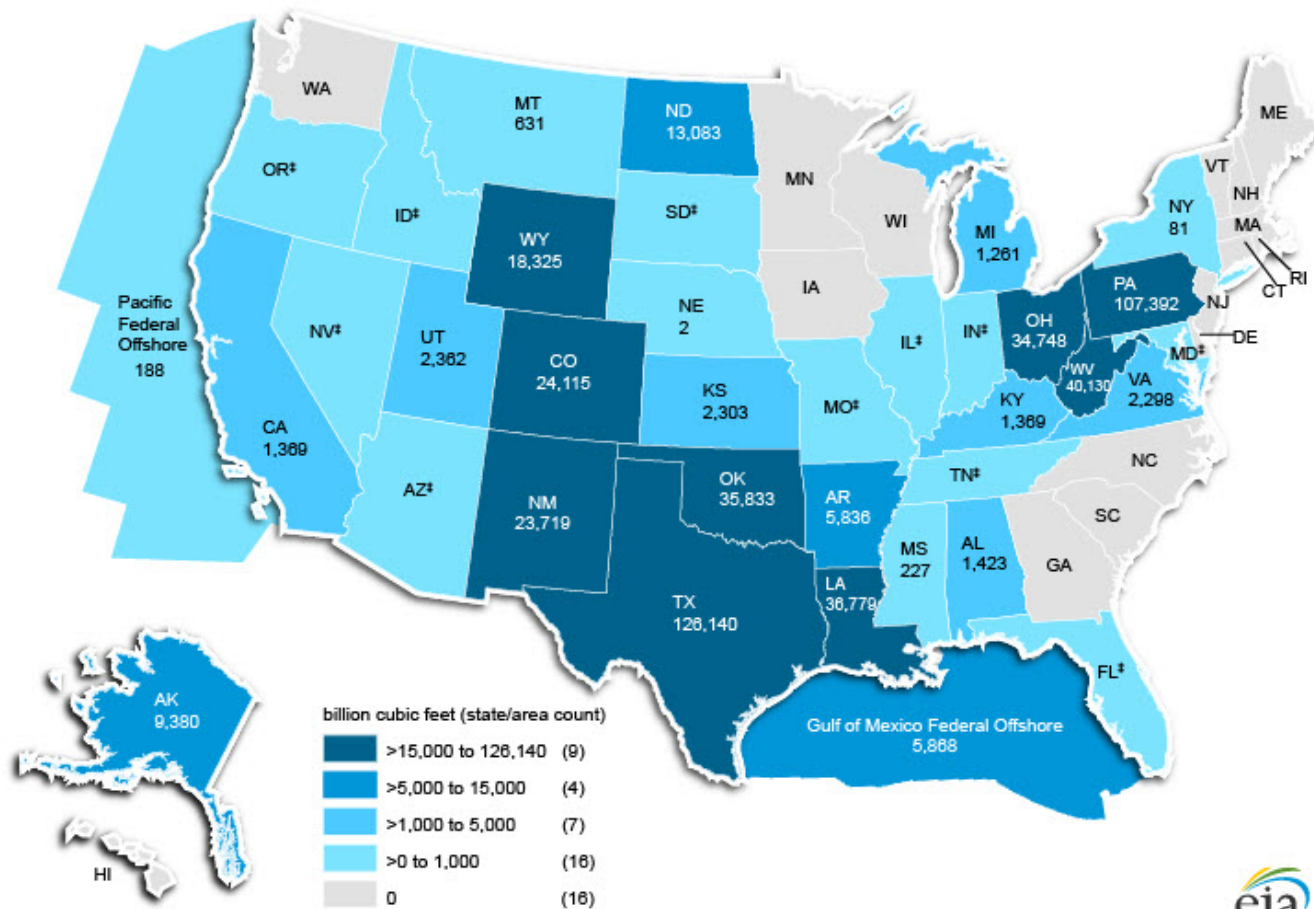 WA
MT
631
ND
13,083
MN
ME
VT
NH
OR‡
ID‡
SD‡
WI
NY
81
MA
RI
CT
WY
18,325
MI
1,261
IA
PA
107,392
NJ
DE
Pacific
Federal
Offshore
188
NV‡
UT
2,362
NE
2
CO
24,115
IL‡
IN‡
OH
34,748
WV
40,130
MD‡
VA
2,298
CA
1,369
KS
2,303
MO‡
KY
1,369
AZ‡
NM
23,719
OK
35,833
AR
5,836
TN‡
NC
SC
MS
227
AL
1,423
GA
TX
126,140
LA
36,779
FL‡
AK
9,380
HI
Gulf of Mexico Federal Offshore
5,868
billion cubic feet (state/area count)
>15,000 to 126,140 (9)
>5,000 to 15,000 (4)
>1,000 to 5,000 (7)
>0 to 1,000 (16)
0 (16)
eia